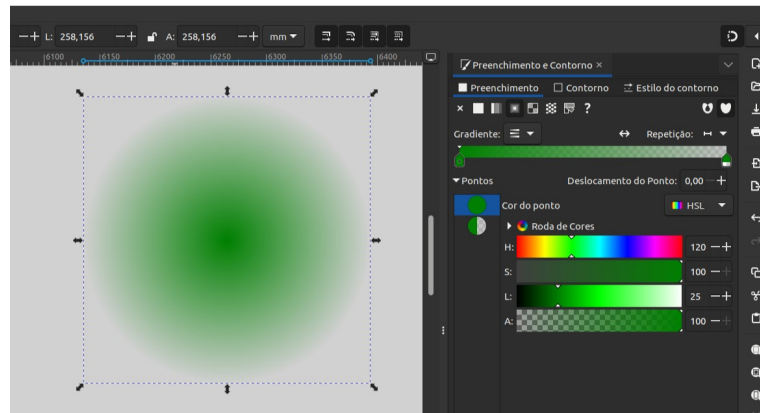 L: 258,156 A: 258,156 mm
6100 6150 6200 6250 6300 6350 6400
Preenchimento e Contorno ×
Preenchimento Contorno Estilo do contorno
?
Gradiente: Repetição:
Pontos Deslocamento do Ponto: 0,00
Cor do ponto HSL
Roda de Cores
H: 120
S: 100
L: 25
A: 100